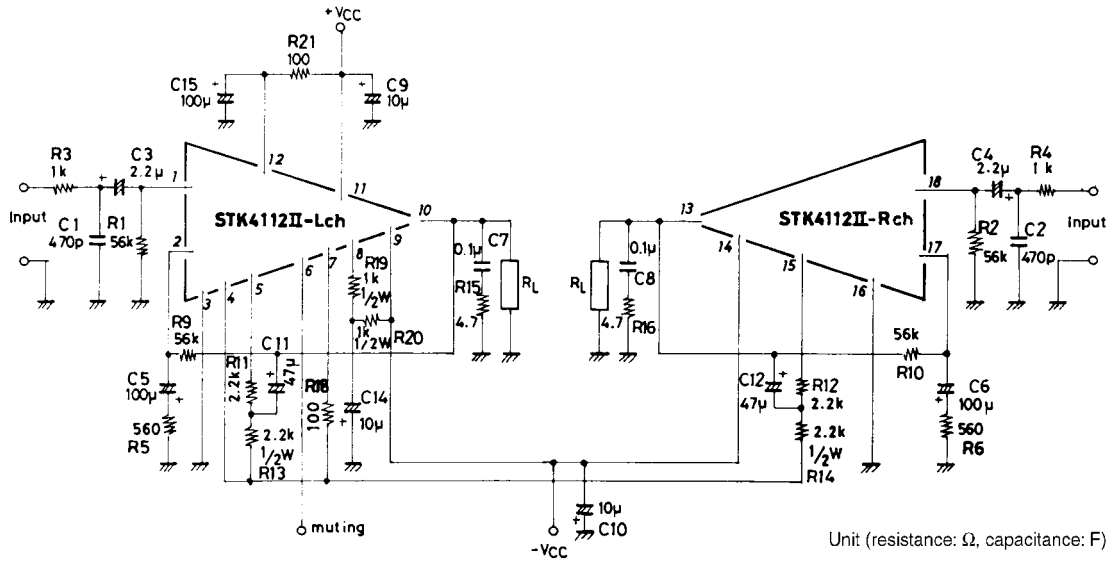 +VCC
R21
100
C15
100μ
+
C9
+
10μ
R3
1k
C3
2.2μ
+
1
12
11
10
Input
C1
470p
R1
56k
STK4112II-Lch
2
3
4
5
6
7
8
9
0.1μ
C7
R15
4.7
RL
R19
1k
1/2W
1k
1/2W
R20
R9
56k
C5
100μ
+
560
R5
R11
2.2k
C11
47μ
+
2.2k
1/2W
R13
R18
100
C14
+
10μ
muting
-VCC
10μ
+
C10
13
STK4112II-Rch
14
15
16
17
18
RL
0.1μ
C8
4.7
R16
C4
2.2μ
+
R4
1k
Input
R2
56k
C2
470p
56k
R10
C12
+
47μ
R12
2.2k
2.2k
1/2W
R14
C6
+
100μ
560
R6
Unit (resistance: Ω, capacitance: F)